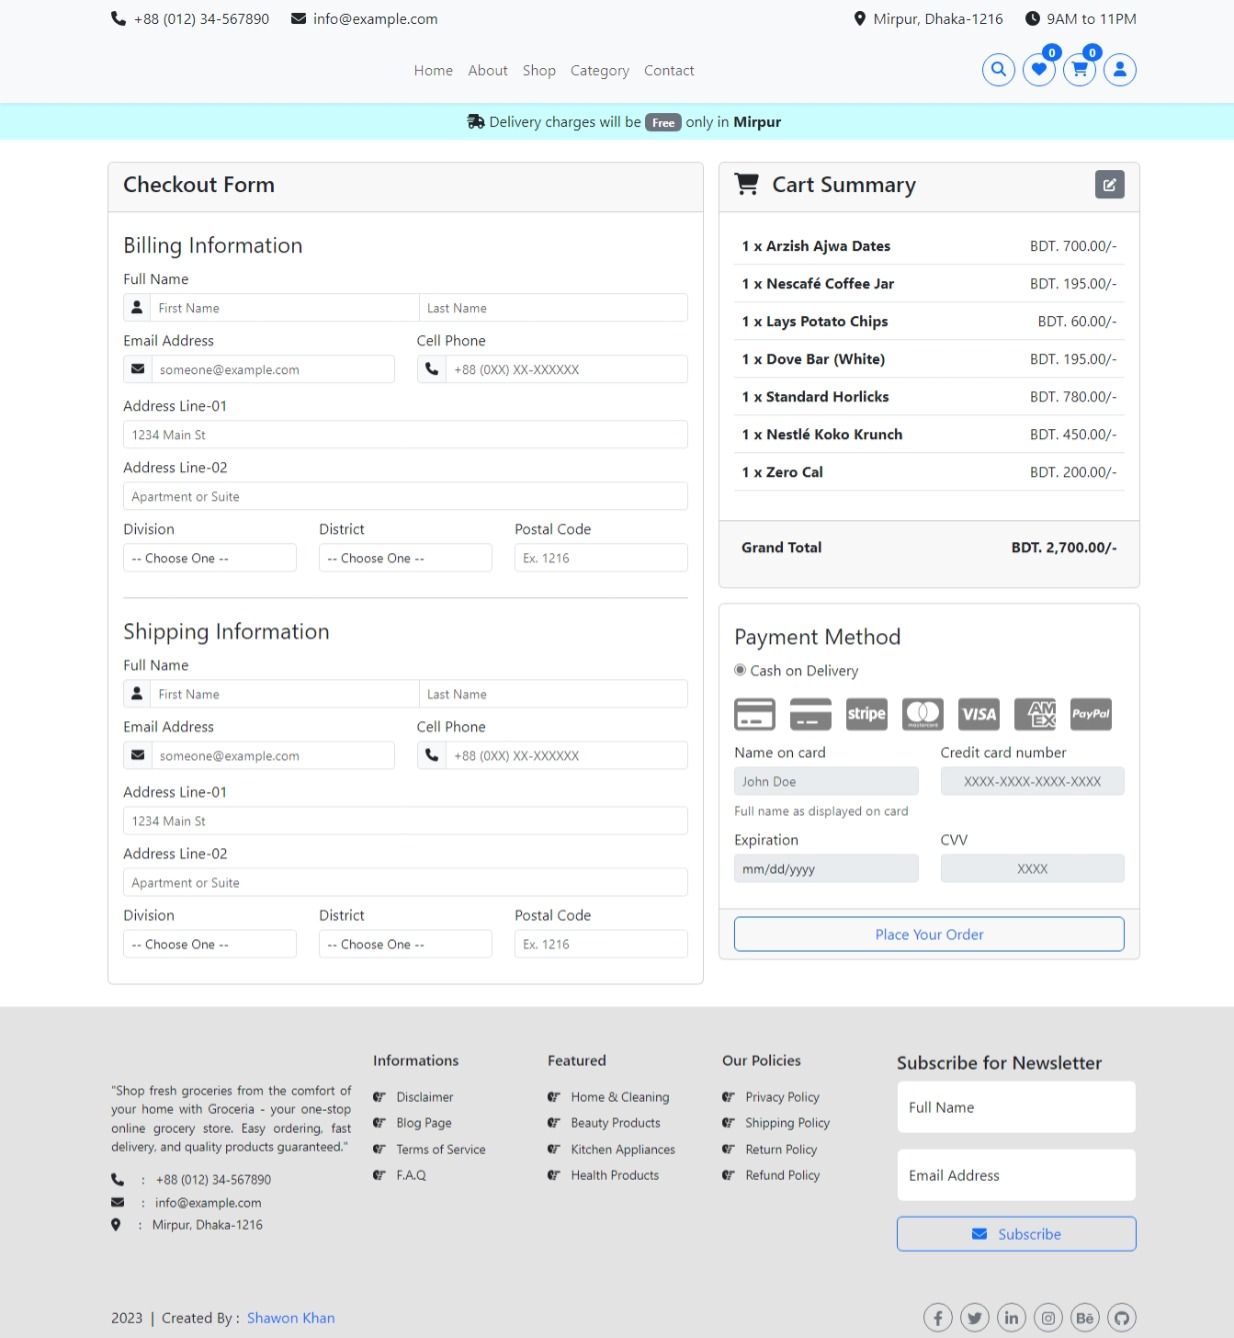 +88 (012) 34-567890 info@example.com Mirpur, Dhaka-1216 9AM to 11PM
Home About Shop Category Contact 0 0
Delivery charges will be Free only in Mirpur
Checkout Form
Billing Information
Full Name
First Name Last Name
Email Address Cell Phone
someone@example.com +88 (0XX) XX-XXXXXX
Address Line-01
1234 Main St
Address Line-02
Apartment or Suite
Division District Postal Code
-- Choose One -- -- Choose One -- Ex. 1216
Shipping Information
Full Name
First Name Last Name
Email Address Cell Phone
someone@example.com +88 (0XX) XX-XXXXXX
Address Line-01
1234 Main St
Address Line-02
Apartment or Suite
Division District Postal Code
-- Choose One -- -- Choose One -- Ex. 1216
Cart Summary
1 x Arzish Ajwa Dates BDT. 700.00/-
1 x Nescafé Coffee Jar BDT. 195.00/-
1 x Lays Potato Chips BDT. 60.00/-
1 x Dove Bar (White) BDT. 195.00/-
1 x Standard Horlicks BDT. 780.00/-
1 x Nestlé Koko Krunch BDT. 450.00/-
1 x Zero Cal BDT. 200.00/-
Grand Total BDT. 2,700.00/-
Payment Method
Cash on Delivery
stripe mastercard VISA AM EX PayPal
Name on card Credit card number
John Doe XXXX-XXXX-XXXX-XXXX
Full name as displayed on card
Expiration CVV
mm/dd/yyyy XXXX
Place Your Order
"Shop fresh groceries from the comfort of
your home with Groceria - your one-stop
online grocery store. Easy ordering, fast
delivery, and quality products guaranteed."
: +88 (012) 34-567890
: info@example.com
: Mirpur, Dhaka-1216
Informations
Disclaimer
Blog Page
Terms of Service
F.A.Q
Featured
Home & Cleaning
Beauty Products
Kitchen Appliances
Health Products
Our Policies
Privacy Policy
Shipping Policy
Return Policy
Refund Policy
Subscribe for Newsletter
Full Name
Email Address
Subscribe
2023 | Created By : Shawon Khan